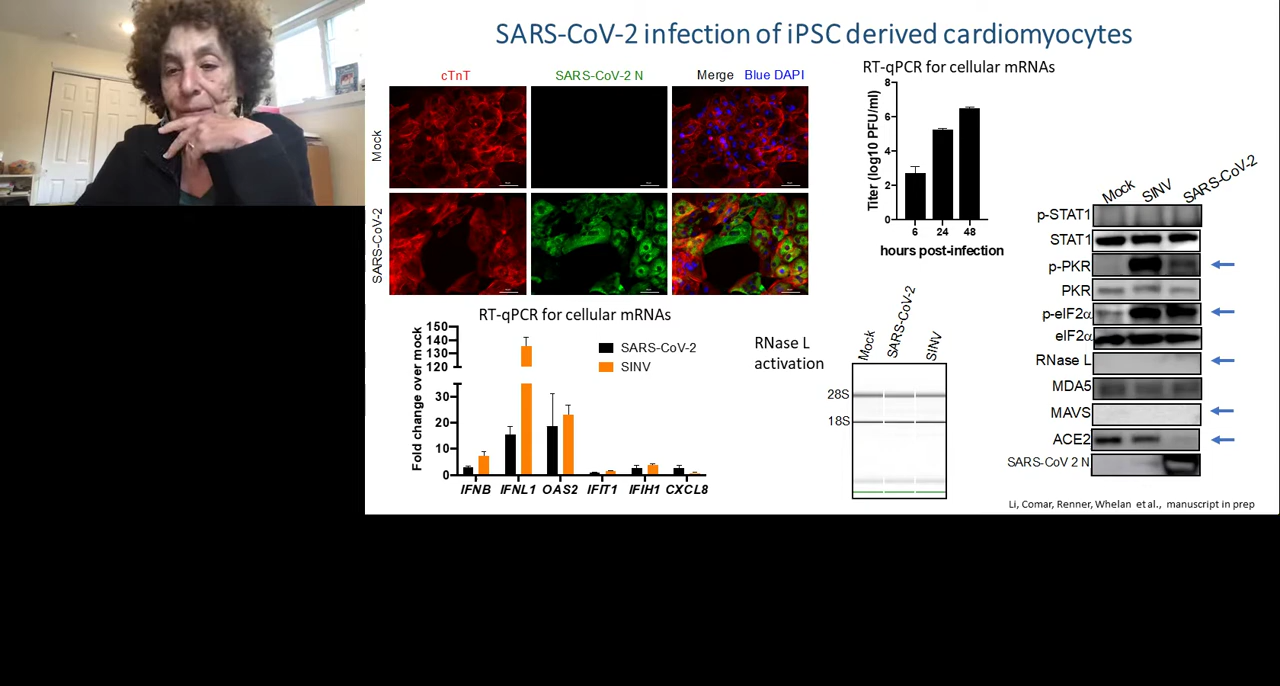 SARS-CoV-2 infection of iPSC derived cardiomyocytes
cTnT
SARS-CoV-2 N
Merge Blue DAPI
Mock
SARS-CoV-2
RT-qPCR for cellular mRNAs
Titer (log10 PFU/ml)
8
6
4
2
0
6 24 48
hours post-infection
RT-qPCR for cellular mRNAs
Fold change over mock
150
140
130
120
30
20
10
0
SARS-CoV-2
SINV
IFNB IFNL1 OAS2 IFIT1 IFIH1 CXCL8
RNase L
activation
Mock
SARS-CoV-2
SINV
28S
18S
Mock
SINV
SARS-CoV-2
p-STAT1
STAT1
p-PKR
PKR
p-eIF2α
eIF2α
RNase L
MDA5
MAVS
ACE2
SARS-CoV 2 N
Li, Comar, Renner, Whelan et al., manuscript in prep